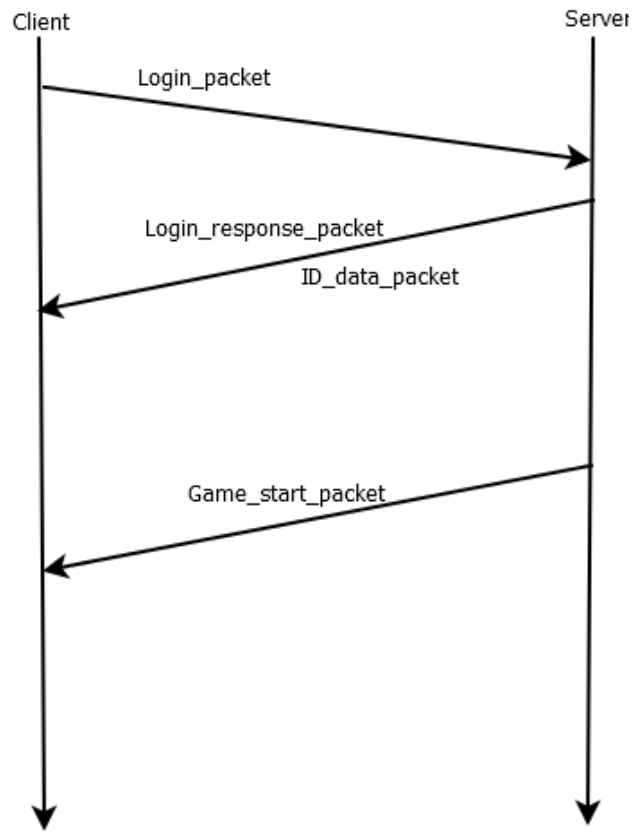 Client
Server
Login_packet
Login_response_packet
ID_data_packet
Game_start_packet